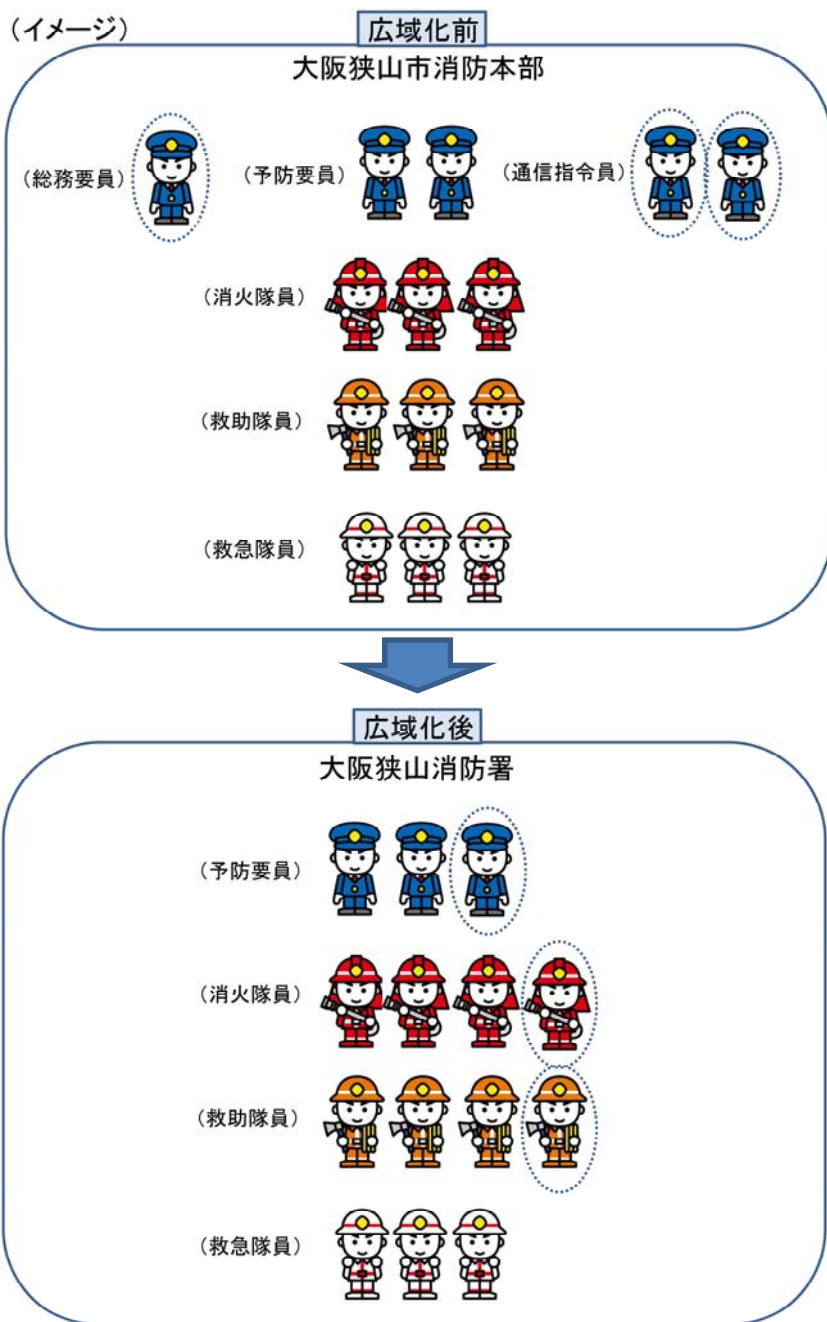 (イメージ)
広域化前
大阪狭山市消防本部
(総務要員)
(予防要員)
(通信指令員)
(消火隊員)
(救助隊員)
(救急隊員)
広域化後
大阪狭山消防署
(予防要員)
(消火隊員)
(救助隊員)
(救急隊員)